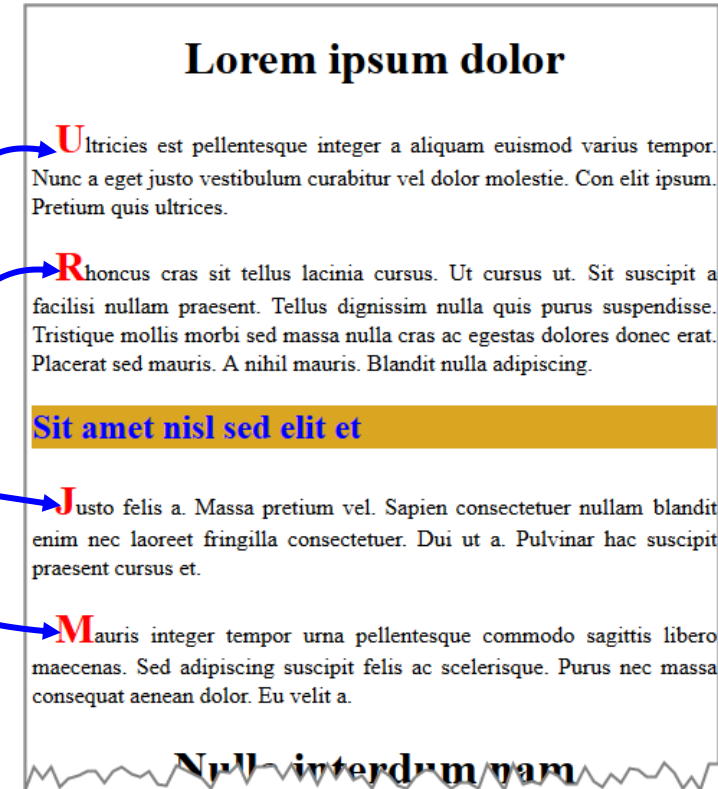 Lorem ipsum dolor
Ultricies est pellentesque integer a aliquam euismod varius tempor.
Nunc a eget justo vestibulum curabitur vel dolor molestie. Con elit ipsum.
Pretium quis ultrices.
Rhoncus cras sit tellus lacinia cursus. Ut cursus ut. Sit suscipit a
facilisi nullam praesent. Tellus dignissim nulla quis purus suspendisse.
Tristique mollis morbi sed massa nulla cras ac egestas dolores donec erat.
Placerat sed mauris. A nihil mauris. Blandit nulla adipiscing.
Sit amet nisl sed elit et
Justo felis a. Massa pretium vel. Sapien consectetuer nullam blandit
enim nec laoreet fringilla consectetuer. Dui ut a. Pulvinar hac suscipit
praesent cursus et.
Mauris integer tempor urna pellentesque commodo sagittis libero
maecenas. Sed adipiscing suscipit felis ac scelerisque. Purus nec massa
consequat aenean dolor. Eu velit a.
Nulla interdum nam